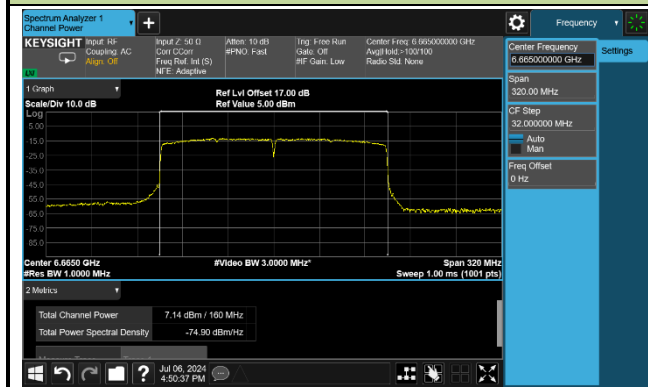 Spectrum Analyzer 1
Channel Power
+
Frequency
KEYSIGHT
Input: RF
Coupling: AC
Align: Off
Input Z: 50 Ω
Corr CCorr
Freq Ref: Int (S)
NFE: Adaptive
Atten: 10 dB
#PNO: Fast
Trig: Free Run
Gate: Off
#IF Gain: Low
Center Freq: 6.665000000 GHz
Avg|Hold:>100/100
Radio Std: None
LXI
1 Graph
Scale/Div 10.0 dB
Ref Lvl Offset 17.00 dB
Ref Value 5.00 dBm
Log
5.00
-15.0
-25.0
-35.0
-45.0
-55.0
-65.0
-75.0
-85.0
Center 6.6650 GHz
#Res BW 1.0000 MHz
#Video BW 3.0000 MHz*
Span 320 MHz
Sweep 1.00 ms (1001 pts)
2 Metrics
Total Channel Power 7.14 dBm / 160 MHz
Total Power Spectral Density -74.90 dBm/Hz
Jul 06, 2024
4:50:37 PM
?
Center Frequency
6.665000000 GHz
Settings
Span
320.00 MHz
CF Step
32.000000 MHz
Auto
Man
Freq Offset
0 Hz